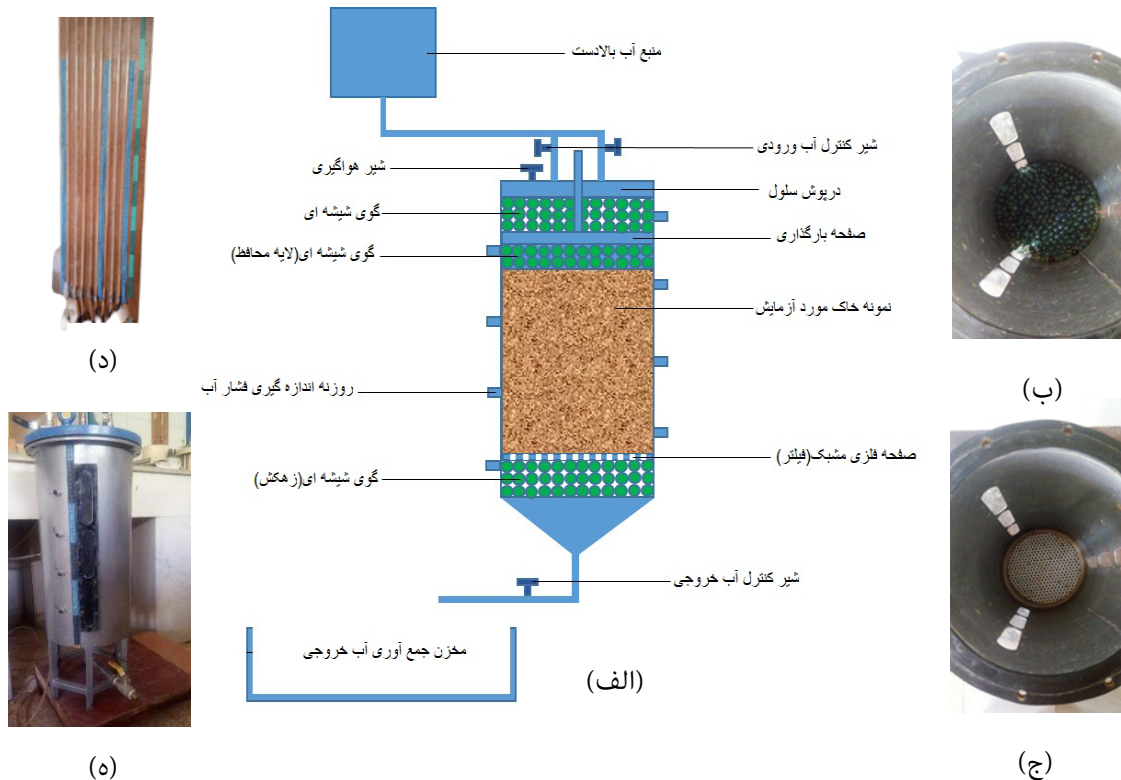 منبع آب بالادست
شیر کنترل آب ورودی
شیر هواگیری
درپوش سلول
گوی شیشه ای
صفحه بارگذاری
گوی شیشه ای(لایه محافظ)
نمونه خاک مورد آزمایش
روزنه اندازه گیری فشار آب
صفحه فلزی مشبک(فیلتر)
گوی شیشه ای(زهکش)
شیر کنترل آب خروجی
مخزن جمع آوری آب خروجی
(الف)
(ب)
(ج)
(د)
(ه)